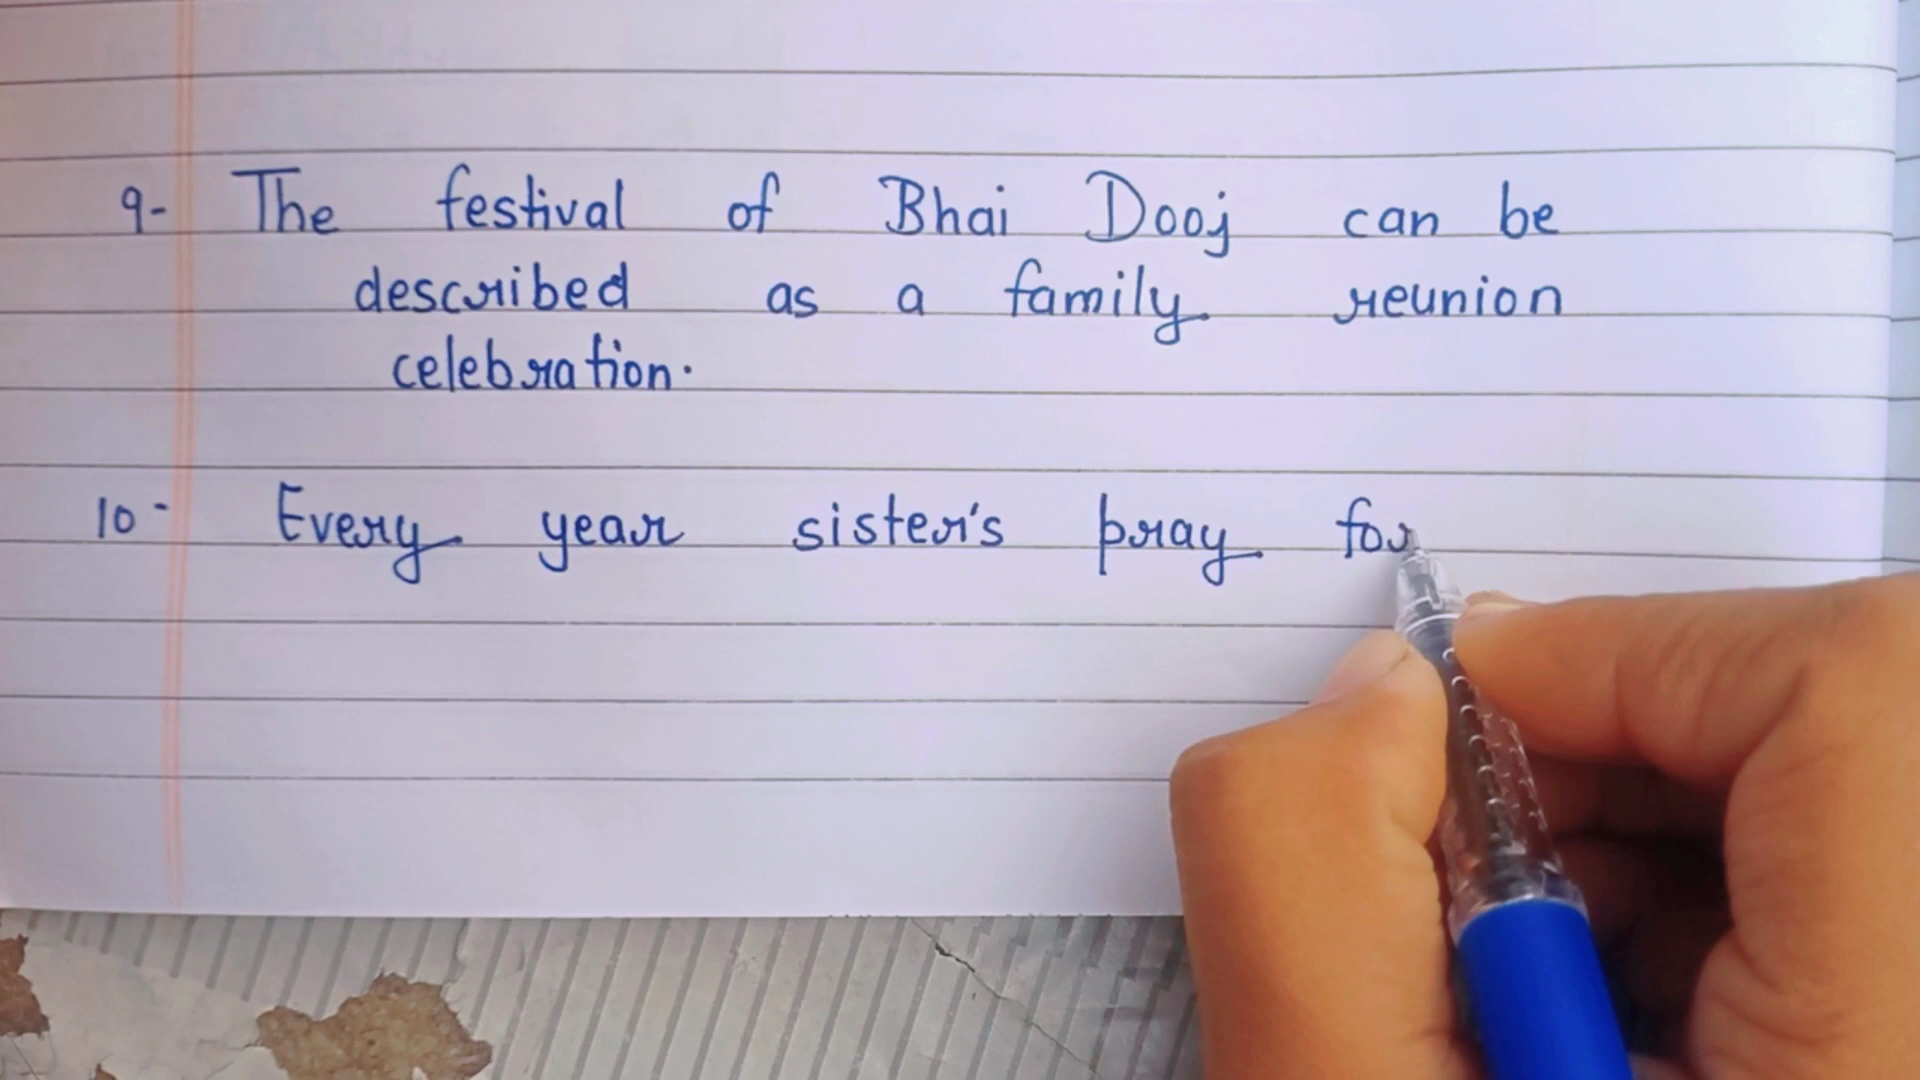 9- The festival of Bhai Dooj can be
described as a family reunion
celebration.
10- Every year sister's pray for